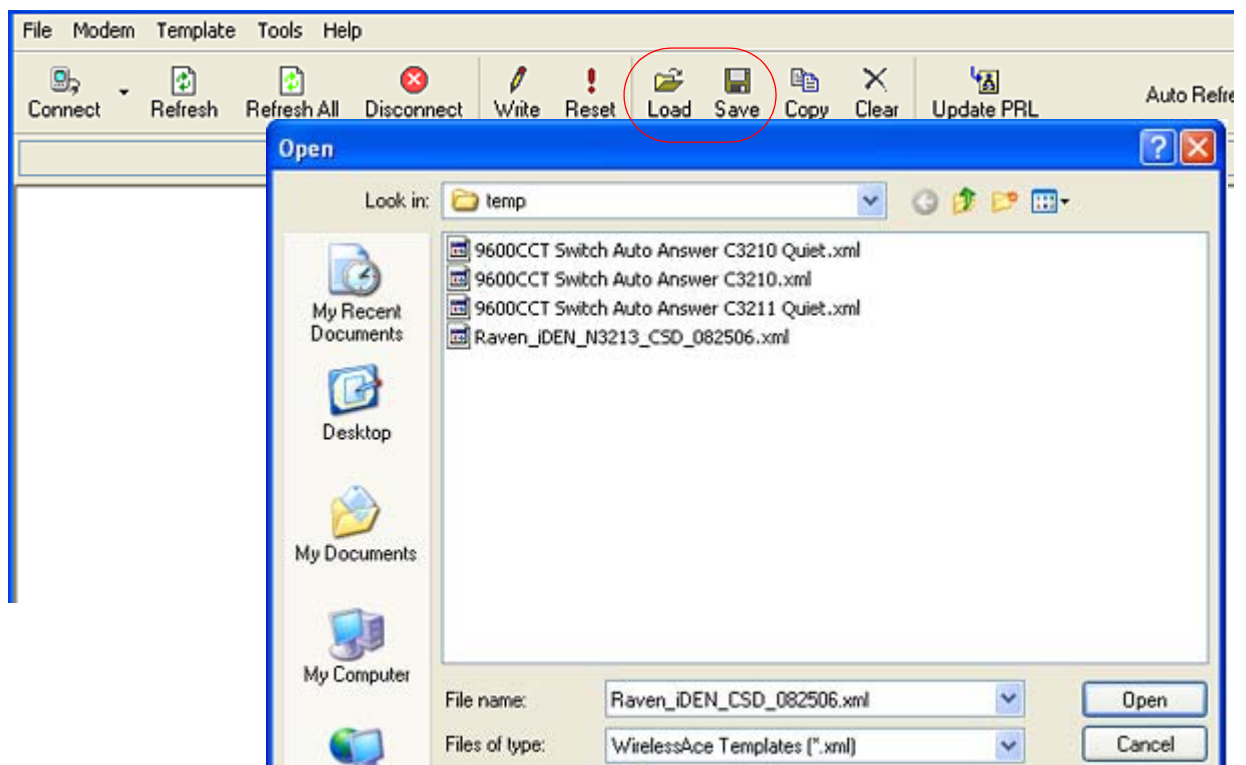 File Modem Template Tools Help
Connect Refresh Refresh All Disconnect Write Reset Load Save Copy Clear Update PRL Auto Refre
Open
Look in: temp
9600CCT Switch Auto Answer C3210 Quiet.xml
9600CCT Switch Auto Answer C3210.xml
9600CCT Switch Auto Answer C3211 Quiet.xml
Raven_iDEN_N3213_CSD_082506.xml
My Recent
Documents
Desktop
My Documents
My Computer
File name: Raven_iDEN_CSD_082506.xml Open
Files of type: WirelessAce Templates (*.xml) Cancel